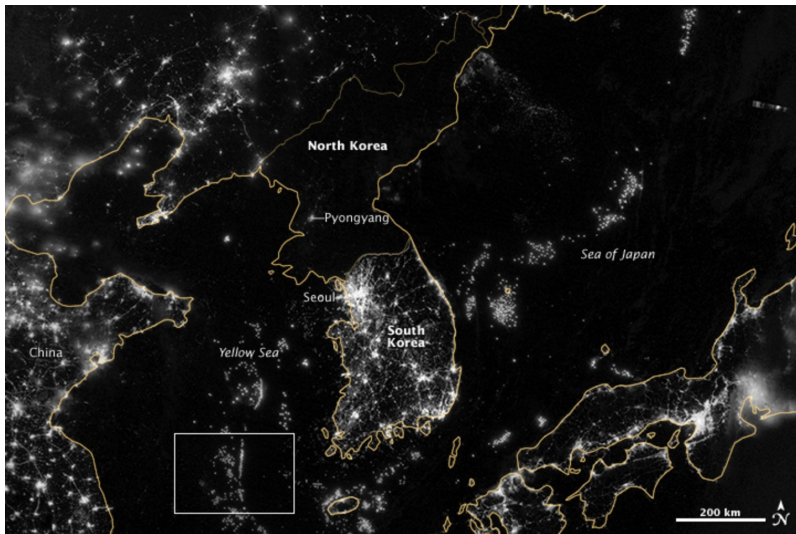 North Korea
Pyongyang
Sea of Japan
Seoul
South
Korea
China
Yellow Sea
200 km
N